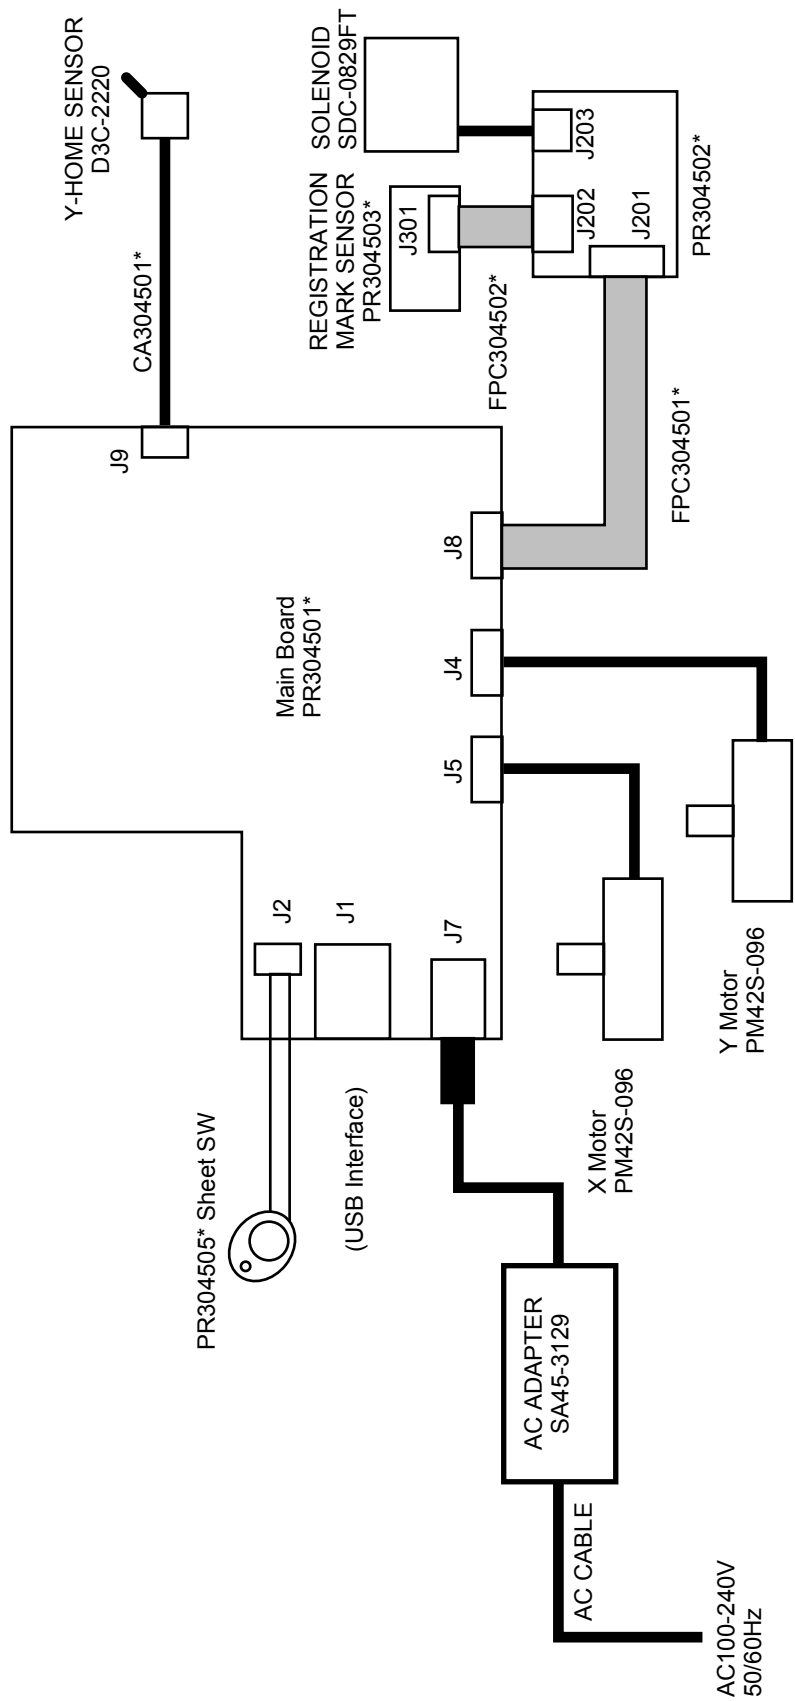 Y-HOME SENSOR
D3C-2220
CA304501*
J9
SOLENOID
SDC-0829FT
J203
REGISTRATION
MARK SENSOR
PR304503*
J301
J202
J201
PR304502*
FPC304502*
FPC304501*
Main Board
PR304501*
J8
J4
J5
J2
J1
J7
PR304505* Sheet SW
(USB Interface)
X Motor
PM42S-096
Y Motor
PM42S-096
AC ADAPTER
SA45-3129
AC CABLE
AC100-240V
50/60Hz